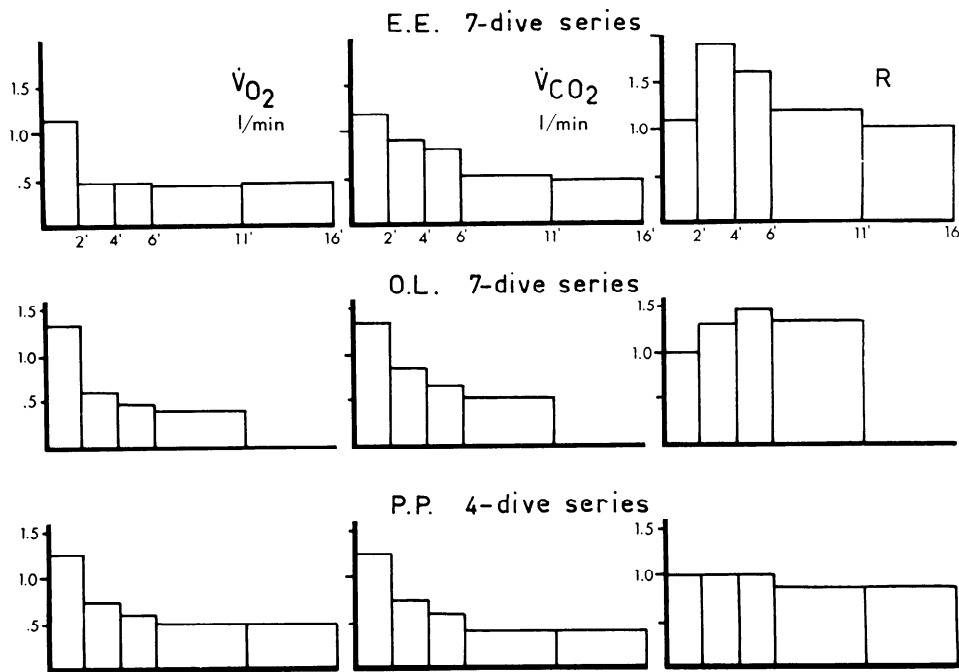 E.E. 7-dive series
V̇O₂
l/min
1.5
1.0
.5
2' 4' 6' 11' 16'
V̇CO₂
l/min
2' 4' 6' 11' 16'
R
1.5
1.0
2' 4' 6' 11' 16
O.L. 7-dive series
1.5
1.0
.5
1.5
1.0
P.P. 4-dive series
1.5
1.0
.5
1.5
1.0